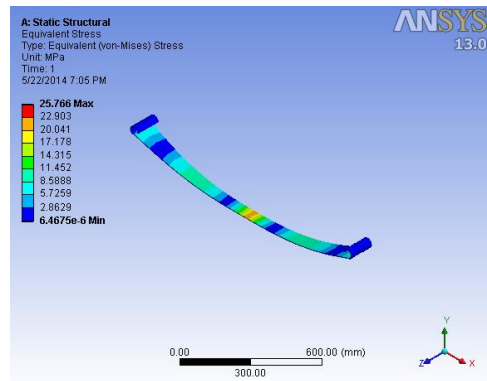 A: Static Structural
Equivalent Stress
Type: Equivalent (von-Mises) Stress
Unit: MPa
Time: 1
5/22/2014 7:05 PM
ANSYS
13.0
25.766 Max
22.903
20.041
17.178
14.315
11.452
8.5888
5.7259
2.8629
6.4675e-6 Min
0.00
600.00 (mm)
300.00
Y
Z
X